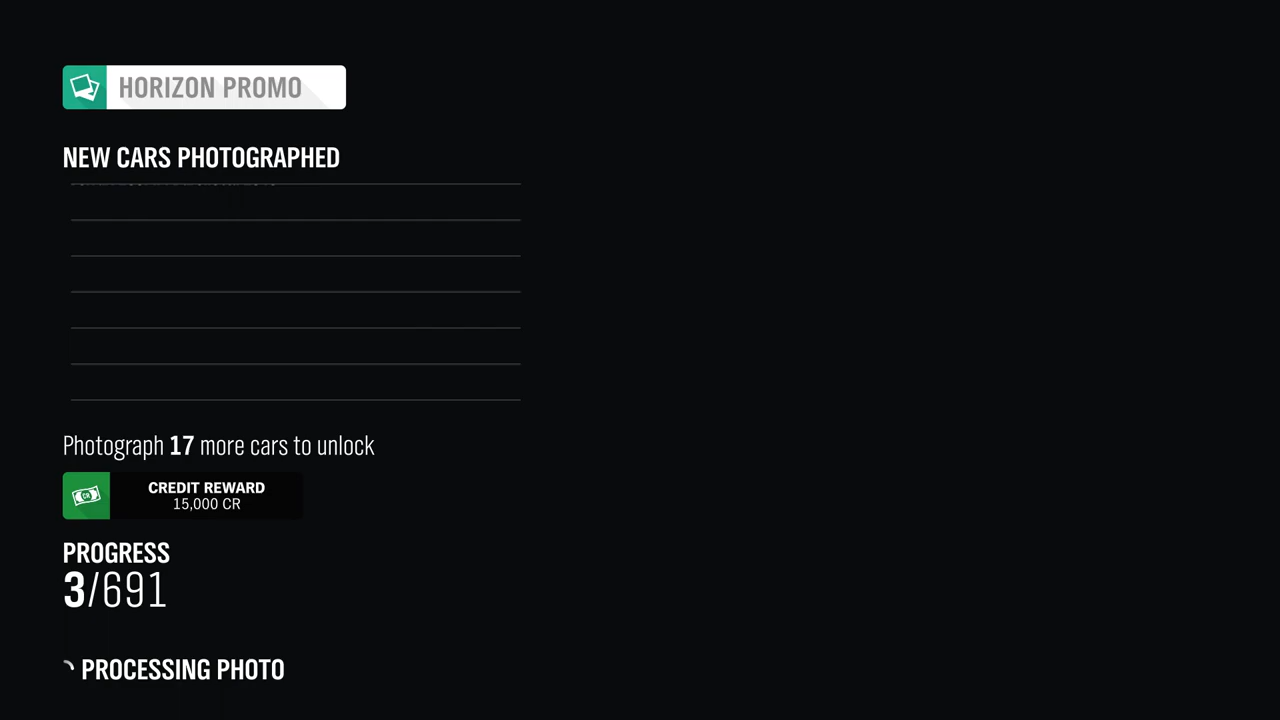 HORIZON PROMO
NEW CARS PHOTOGRAPHED
Photograph 17 more cars to unlock
CR
CREDIT REWARD
15,000 CR
PROGRESS
3/691
PROCESSING PHOTO